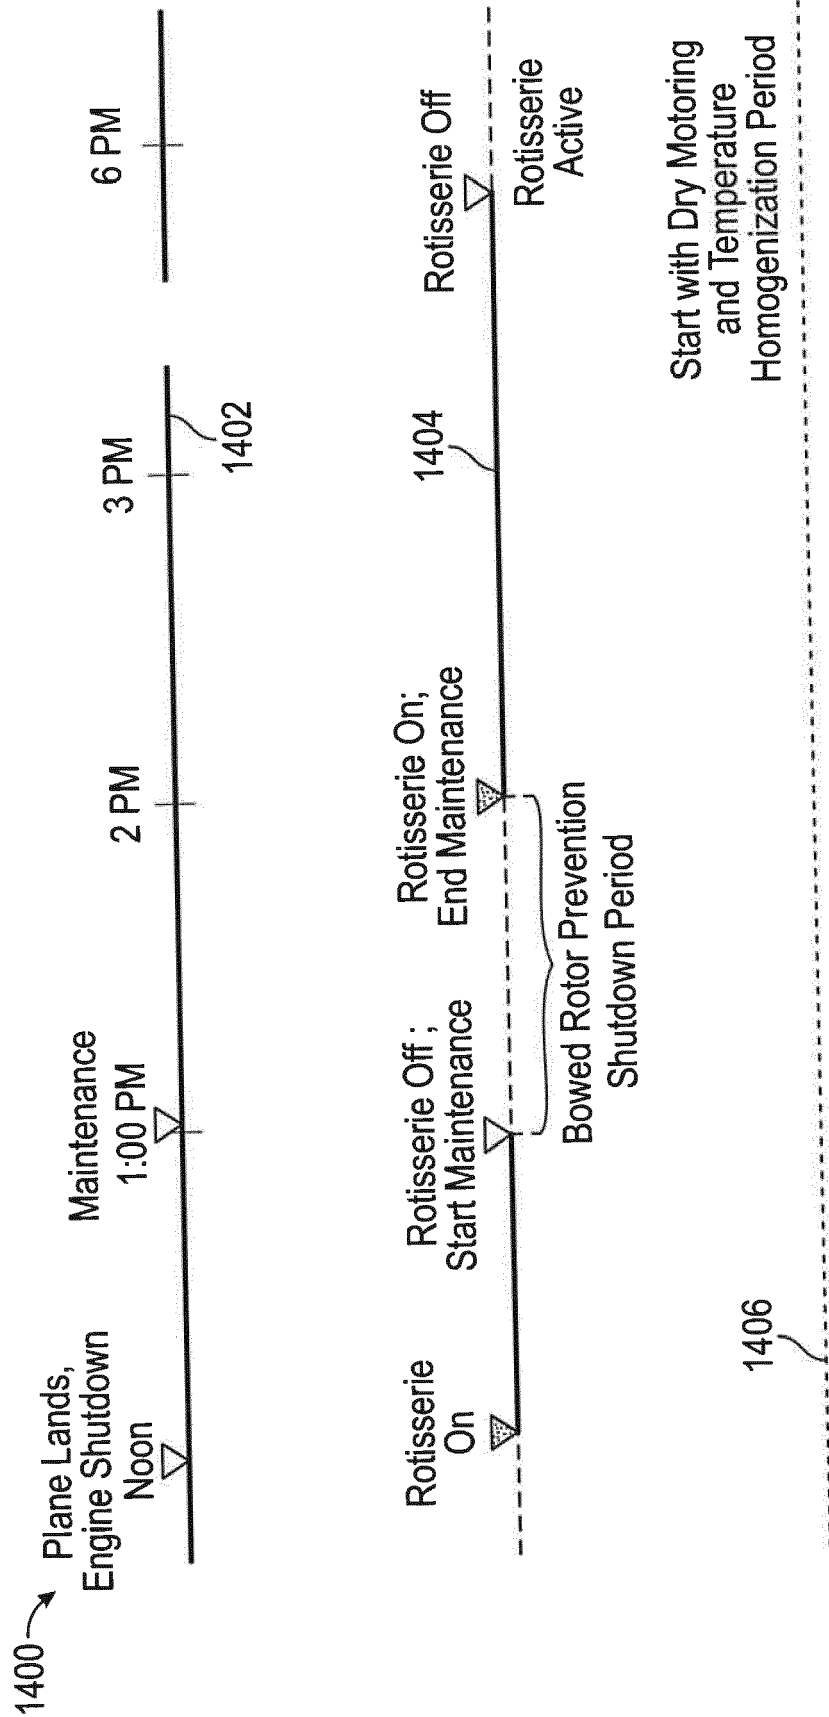 1400
Plane Lands,
Engine Shutdown
Noon
Maintenance
1:00 PM
2 PM
3 PM
6 PM
1402
Rotisserie
On
Rotisserie Off ;
Start Maintenance
Rotisserie On;
End Maintenance
1404
Rotisserie Off
Bowed Rotor Prevention
Shutdown Period
Rotisserie
Active
1406
Start with Dry Motoring
and Temperature
Homogenization Period